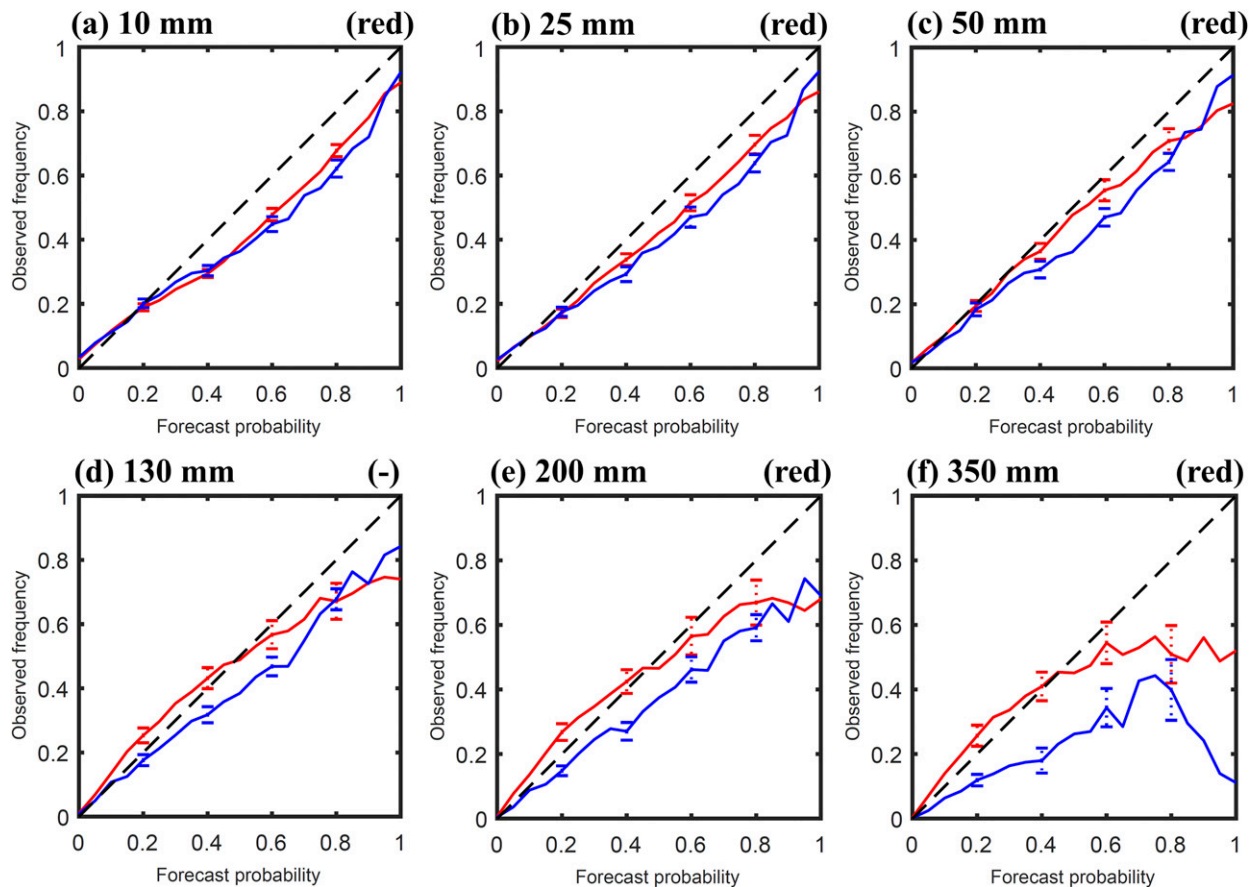 (a) 10 mm (red)
1
0.8
0.6
0.4
0.2
0
Observed frequency
0 0.2 0.4 0.6 0.8 1
Forecast probability
(b) 25 mm (red)
1
0.8
0.6
0.4
0.2
0
Observed frequency
0 0.2 0.4 0.6 0.8 1
Forecast probability
(c) 50 mm (red)
1
0.8
0.6
0.4
0.2
0
Observed frequency
0 0.2 0.4 0.6 0.8 1
Forecast probability
(d) 130 mm (-)
1
0.8
0.6
0.4
0.2
0
Observed frequency
0 0.2 0.4 0.6 0.8 1
Forecast probability
(e) 200 mm (red)
1
0.8
0.6
0.4
0.2
0
Observed frequency
0 0.2 0.4 0.6 0.8 1
Forecast probability
(f) 350 mm (red)
1
0.8
0.6
0.4
0.2
0
Observed frequency
0 0.2 0.4 0.6 0.8 1
Forecast probability